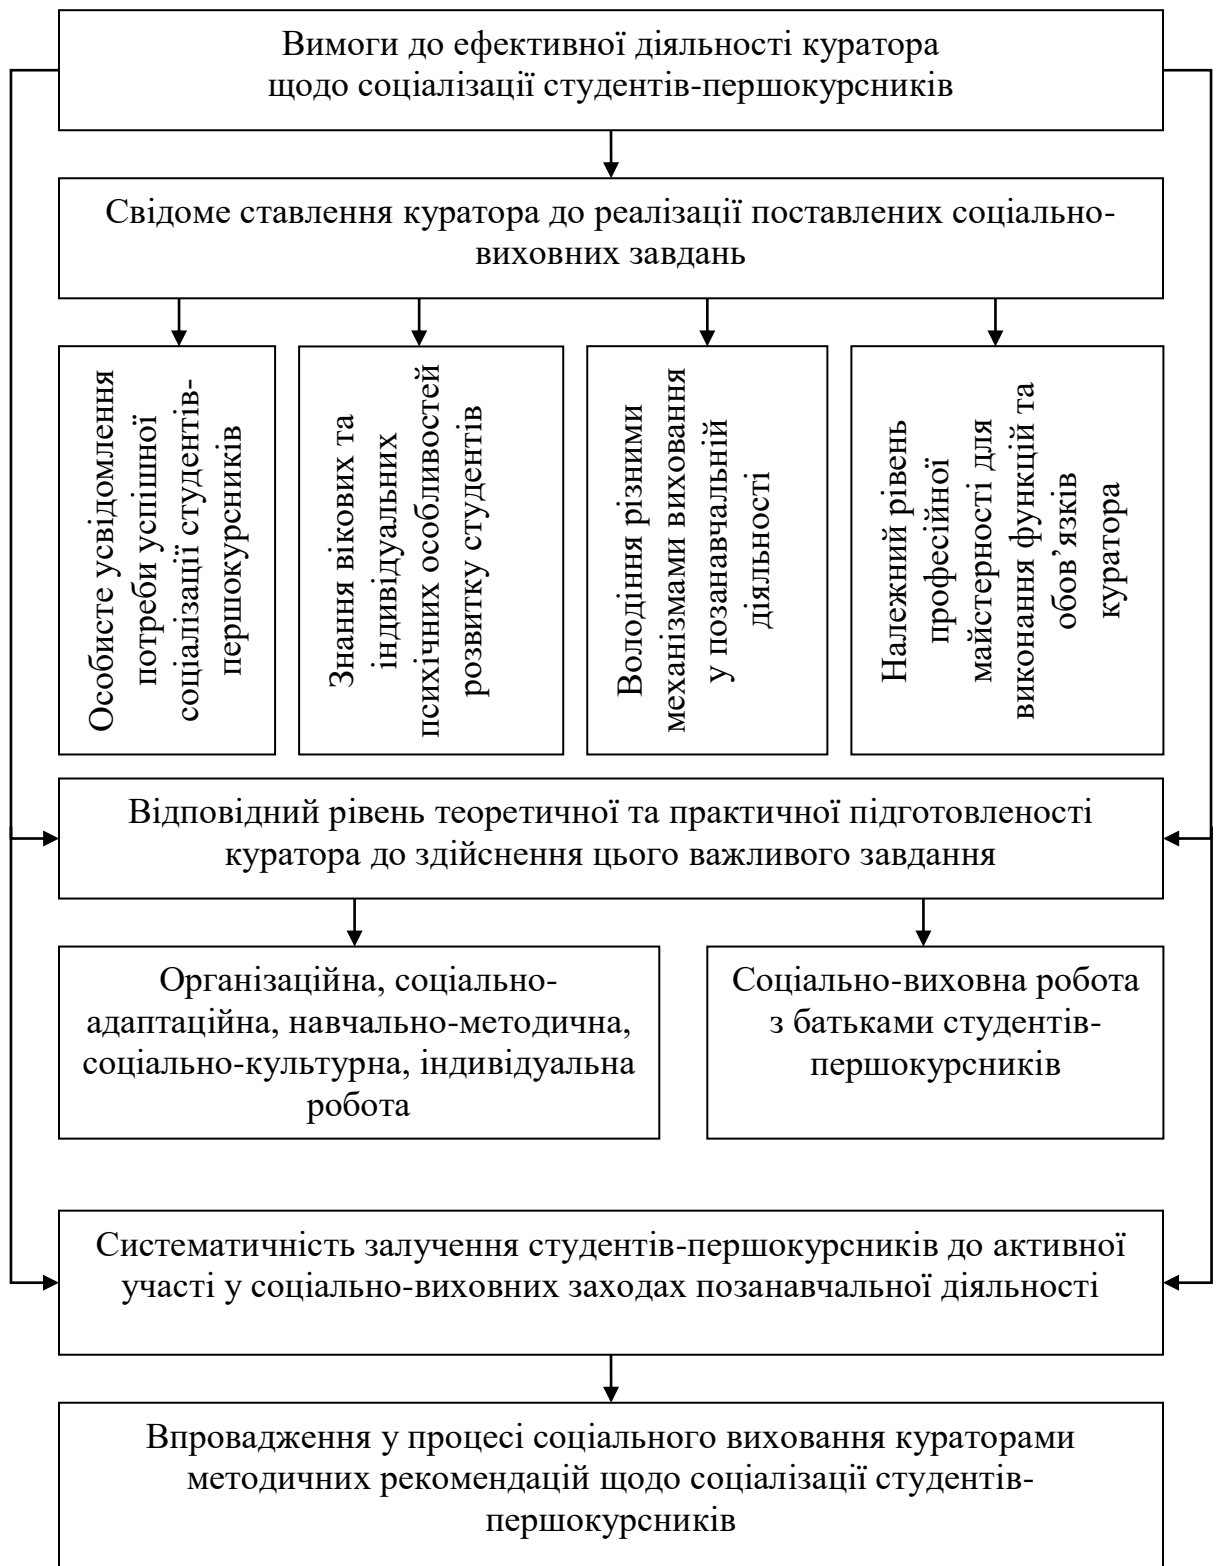 Вимоги до ефективної діяльності куратора
щодо соціалізації студентів-першокурсників
Свідоме ставлення куратора до реалізації поставлених соціально-
виховних завдань
Особисте усвідомлення
потреби успішної
соціалізації студентів-
першокурсників
Знання вікових та
індивідуальних
психічних особливостей
розвитку студентів
Володіння різними
механізмами виховання
у позанавчальній
діяльності
Належний рівень
професійної
майстерності для
виконання функцій та
обов’язків
куратора
Відповідний рівень теоретичної та практичної підготовленості
куратора до здійснення цього важливого завдання
Організаційна, соціально-
адаптаційна, навчально-методична,
соціально-культурна, індивідуальна
робота
Соціально-виховна робота
з батьками студентів-
першокурсників
Систематичність залучення студентів-першокурсників до активної
участі у соціально-виховних заходах позанавчальної діяльності
Впровадження у процесі соціального виховання кураторами
методичних рекомендацій щодо соціалізації студентів-
першокурсників